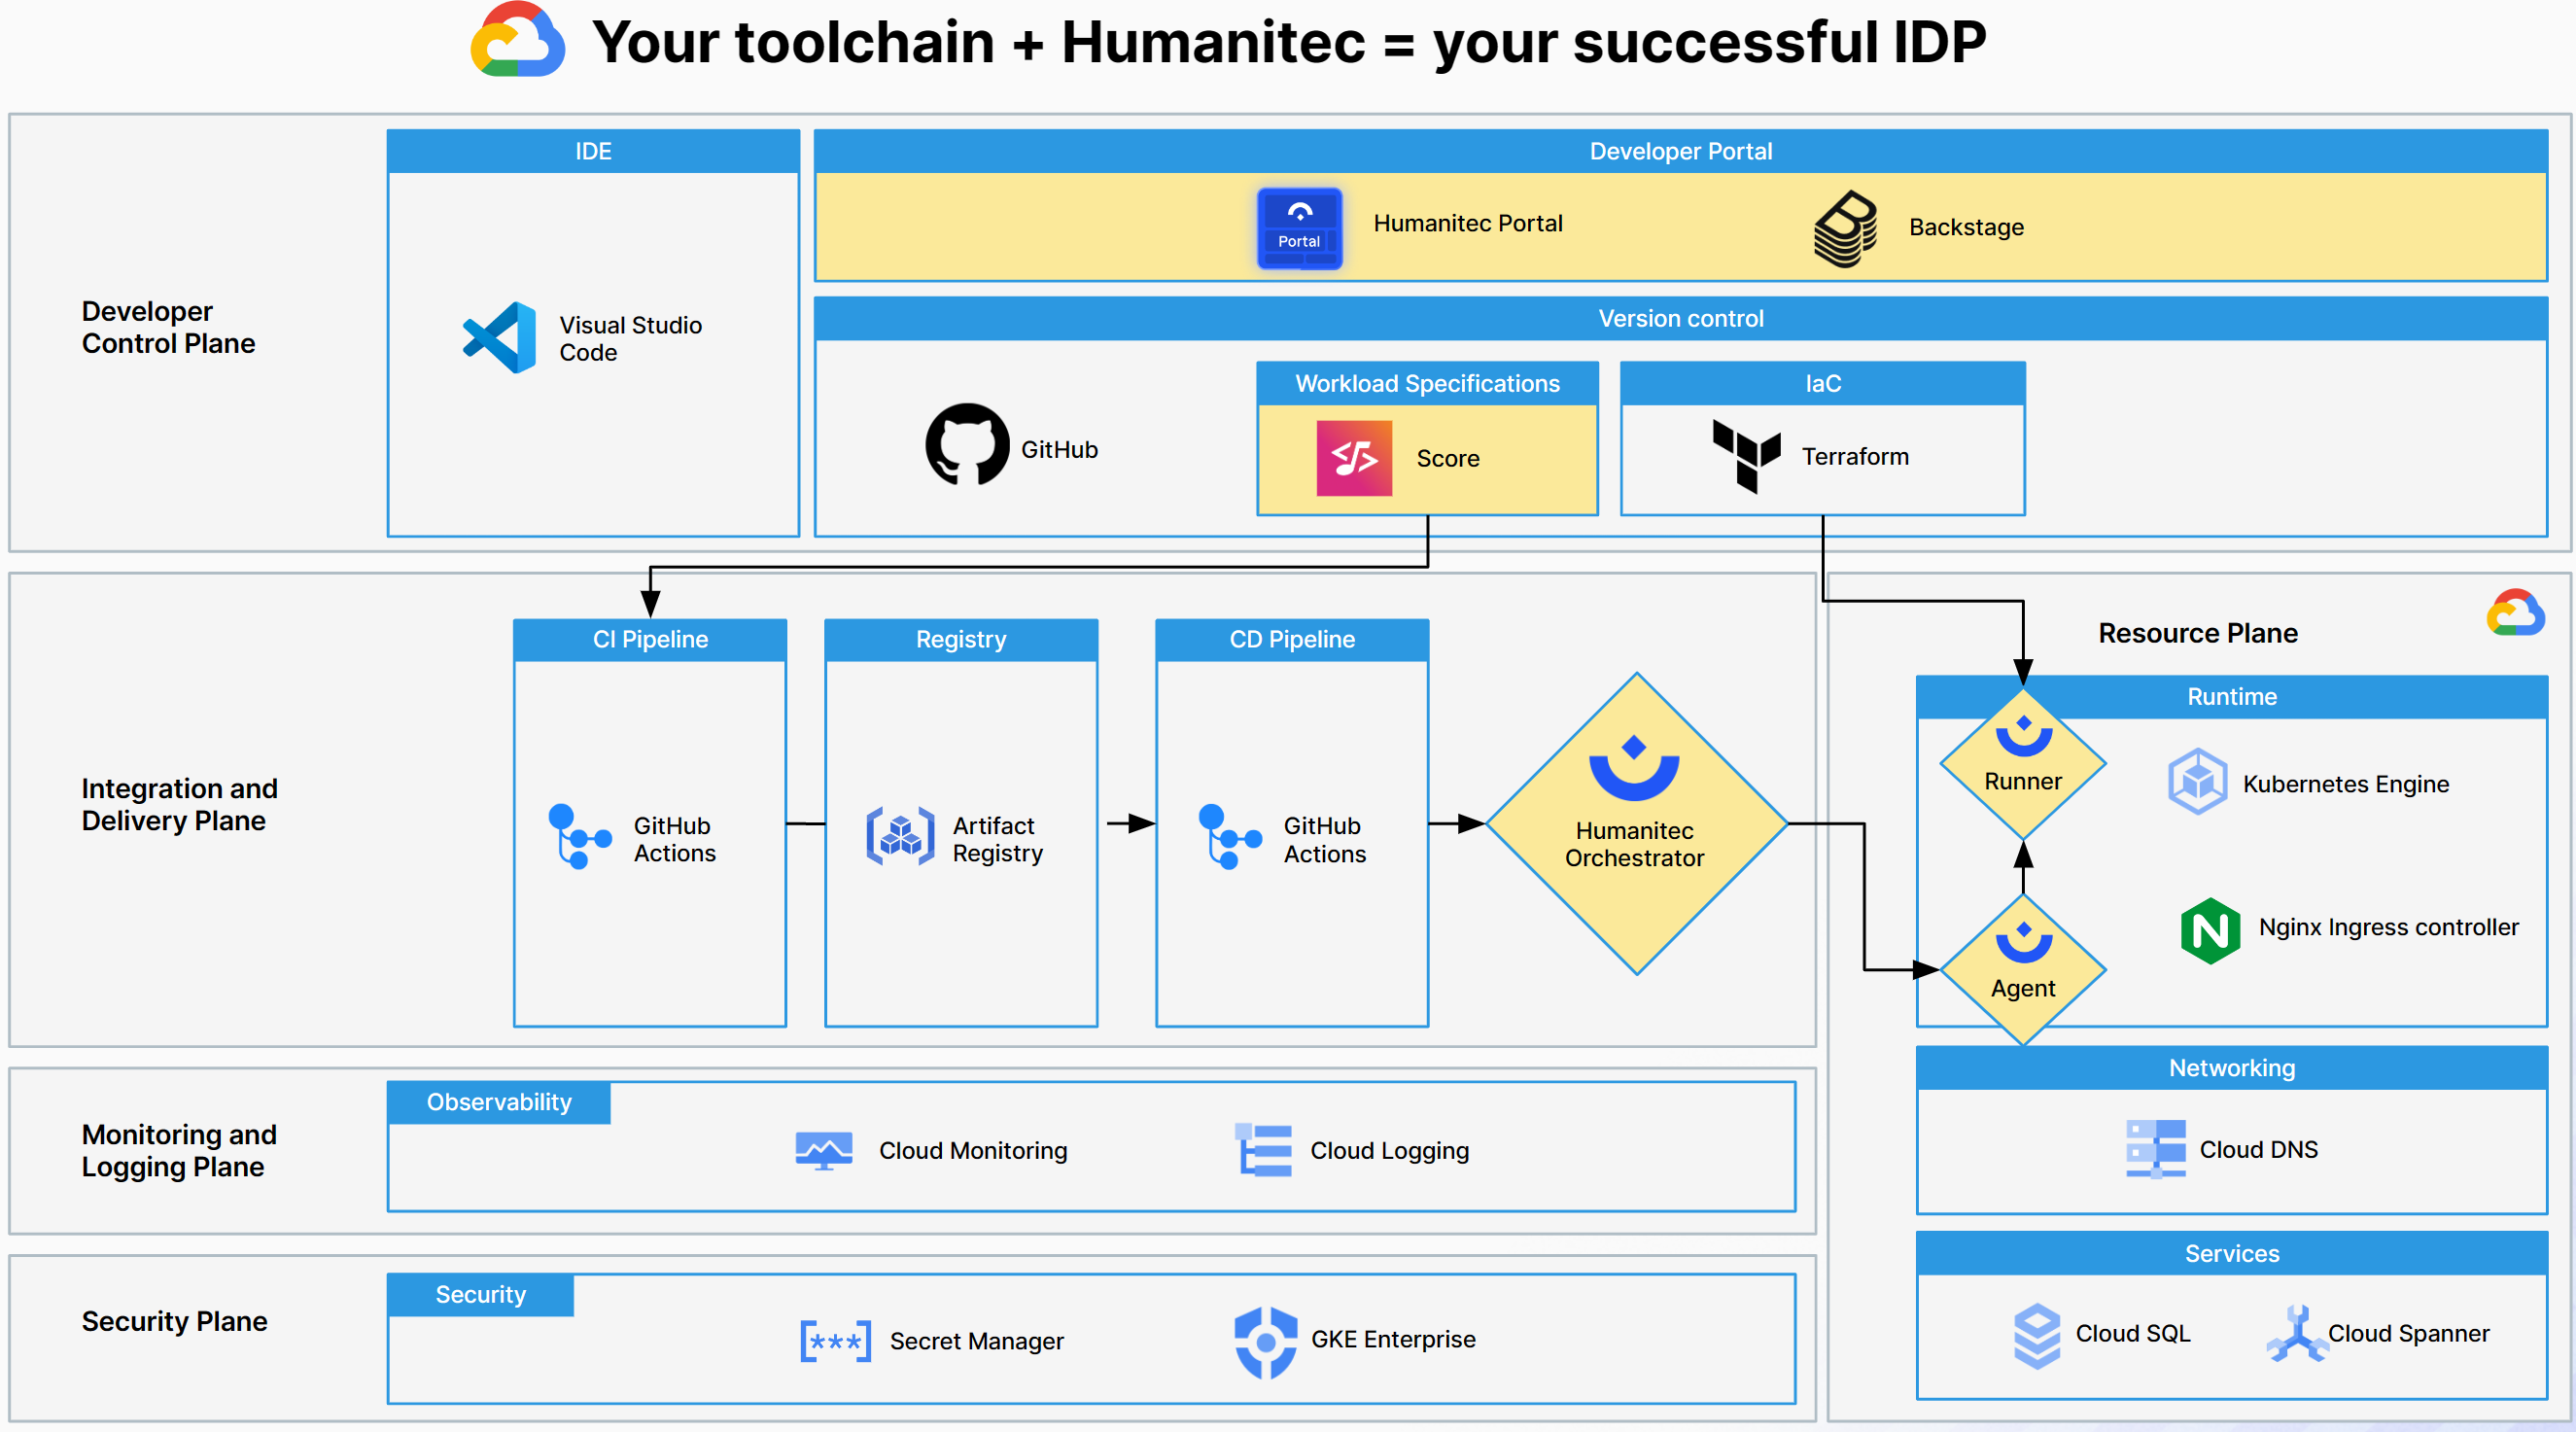 Your toolchain + Humanitec = your successful IDP
IDE
Developer Portal
Portal
Humanitec Portal
Backstage
Developer
Control Plane
Visual Studio
Code
Version control
GitHub
Workload Specifications
Score
IaC
Terraform
Integration and
Delivery Plane
CI Pipeline
GitHub
Actions
Registry
Artifact
Registry
CD Pipeline
GitHub
Actions
Humanitec
Orchestrator
Resource Plane
Runtime
Runner
Kubernetes Engine
Agent
Nginx Ingress controller
Networking
Cloud DNS
Services
Cloud SQL
Cloud Spanner
Monitoring and
Logging Plane
Observability
Cloud Monitoring
Cloud Logging
Security Plane
Security
Secret Manager
GKE Enterprise